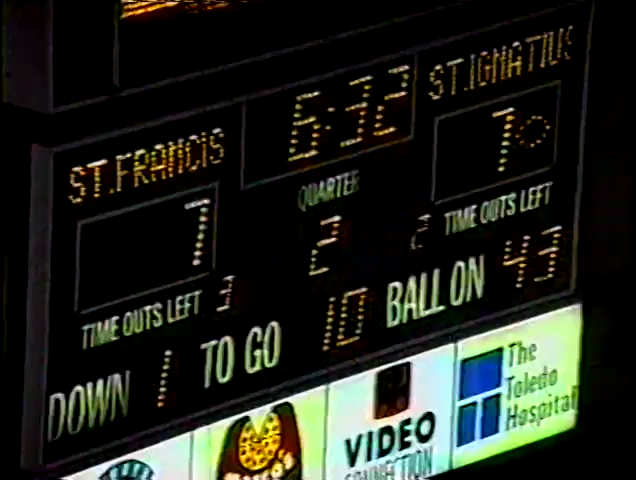 ST.FRANCIS 6:32 ST.IGNATIUS
7 QUARTER 7
TIME OUTS LEFT 3 2 2 TIME OUTS LEFT
DOWN 1 TO GO 10 BALL ON 43
VIDEO
CONNECTION
The
Toledo
Hospital